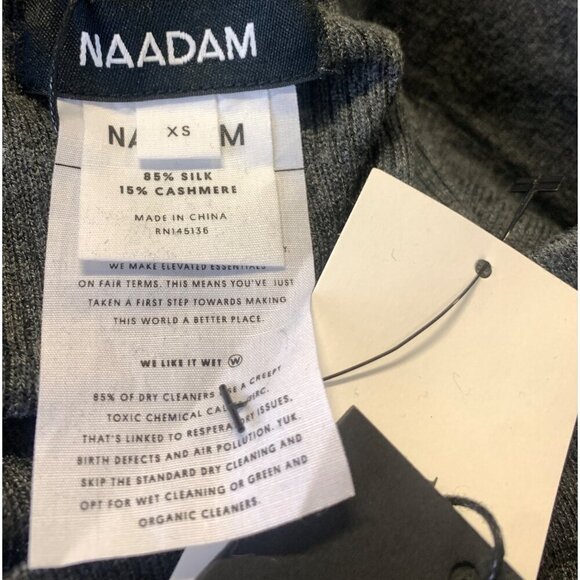 NAADAM
XS
85% SILK
15% CASHMERE
MADE IN CHINA
RN145136
WE MAKE ELEVATED ESSENTIALS
ON FAIR TERMS. THIS MEANS YOU'VE JUST
TAKEN A FIRST STEP TOWARDS MAKING
THIS WORLD A BETTER PLACE.
WE LIKE IT WET W
85% OF DRY CLEANERS USE A CREEPY
TOXIC CHEMICAL
THAT'S LINKED TO ISSUES,
BIRTH DEFECTS AND AIR POLLUTION. YUK.
SKIP THE STANDARD DRY CLEANING AND
OPT FOR WET CLEANING OR GREEN AND
ORGANIC CLEANERS.